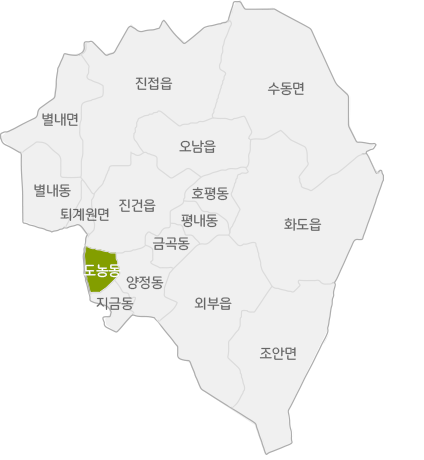 진접읍
수동면
별내면
오남읍
별내동
호평동
진건읍
퇴계원면
평내동
화도읍
금곡동
도농동
양정동
지금동
외부읍
조안면